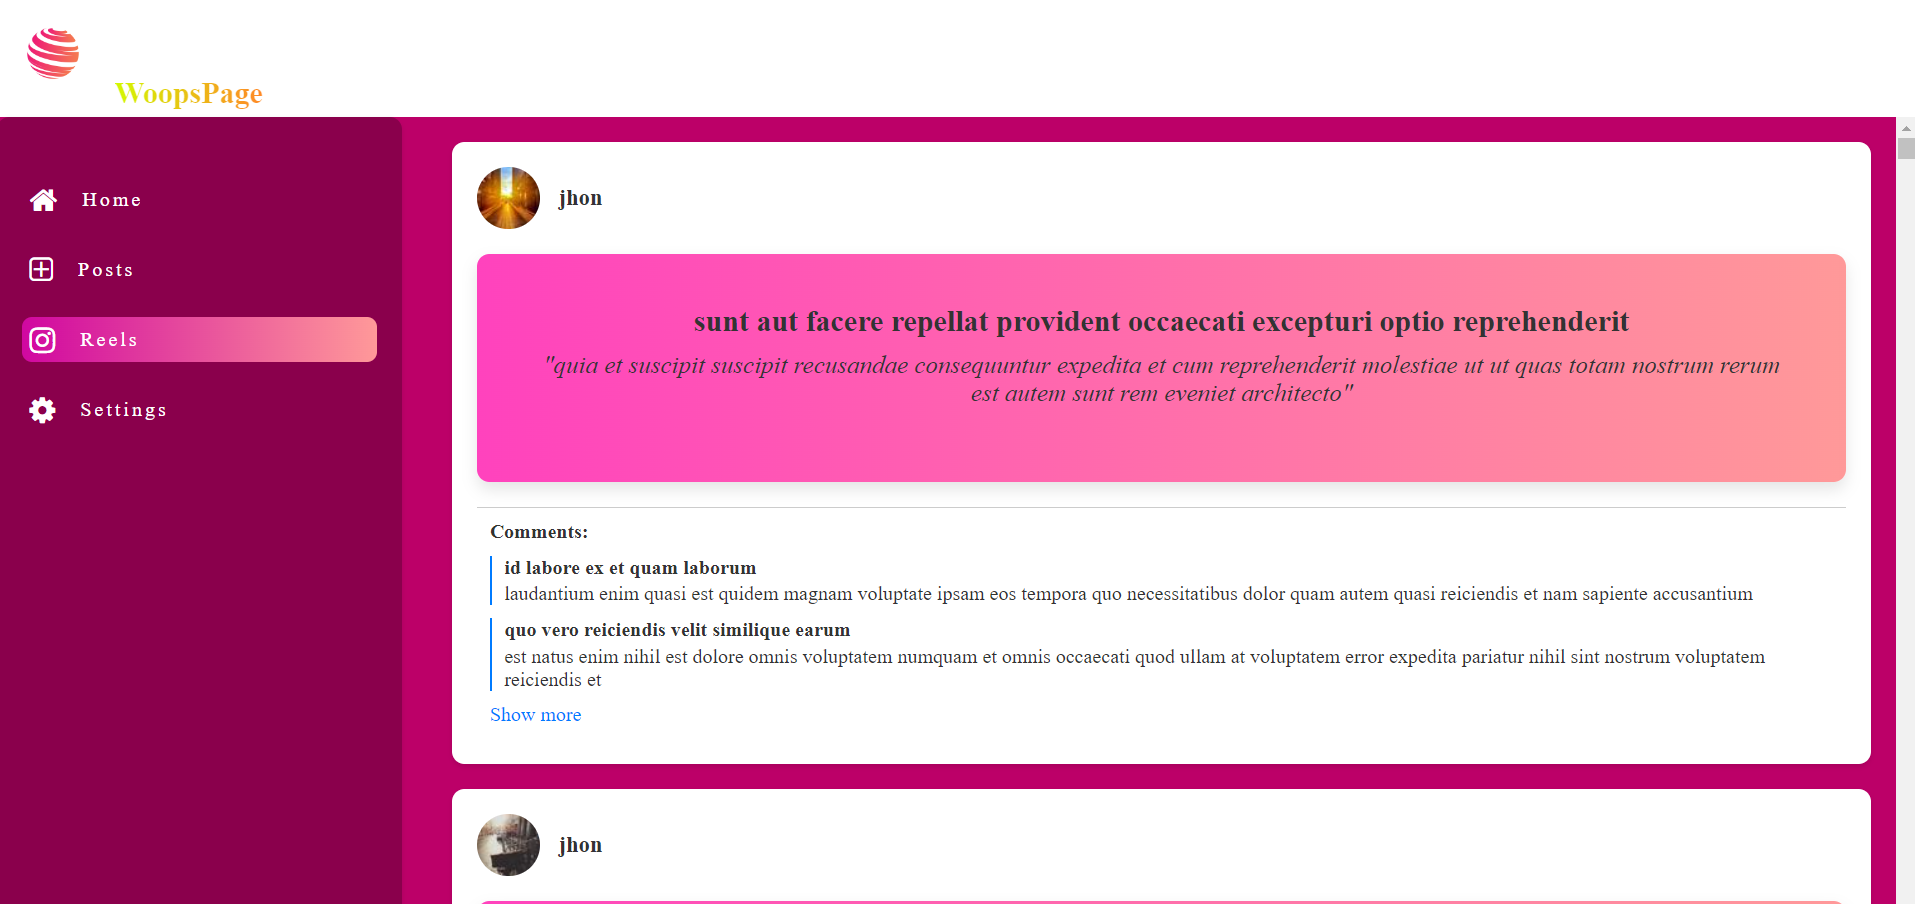 WoopsPage
Home
Posts
Reels
Settings
jhon
sunt aut facere repellat provident occaecati excepturi optio reprehenderit
"quia et suscipit suscipit recusandae consequuntur expedita et cum reprehenderit molestiae ut ut quas totam nostrum rerum
est autem sunt rem eveniet architecto"
Comments:
id labore ex et quam laborum
laudantium enim quasi est quidem magnam voluptate ipsam eos tempora quo necessitatibus dolor quam autem quasi reiciendis et nam sapiente accusantium
quo vero reiciendis velit similique earum
est natus enim nihil est dolore omnis voluptatem numquam et omnis occaecati quod ullam at voluptatem error expedita pariatur nihil sint nostrum voluptatem
reiciendis et
Show more
jhon